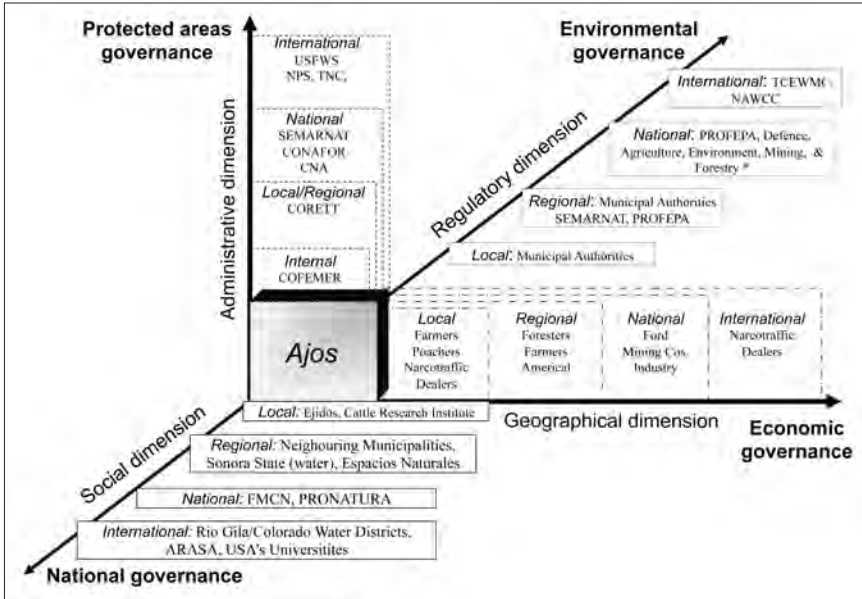 Protected areas
governance
Administrative dimension
International
USFWS
NPS, TNC,
National
SEMARNAT
CONAFOR
CNA
Local/Regional
CORETT
Internal
COFEMER
Ajos
Environmental
governance
Regulatory dimension
International: TCEWMC
NAWCC
National: PROFEPA, Defence,
Agriculture, Environment, Mining, &
Forestry
Regional: Municipal Authorities
SEMARNAT, PROFEPA
Local: Municipal Authorities
Local
Farmers
Poachers
Narcotraffic
Dealers
Regional
Foresters
Farmers
Americal
National
Ford
Mining Cos.
Industry
International
Narcotraffic
Dealers
Geographical dimension
Economic
governance
Social dimension
Local: Ejidos, Cattle Research Institute
Regional: Neighouring Municipalities,
Sonora State (water), Espacios Naturales
National: FMCN, PRONATURA
International: Rio Gila/Colorado Water Districts,
ARASA, USA's Universitites
National governance